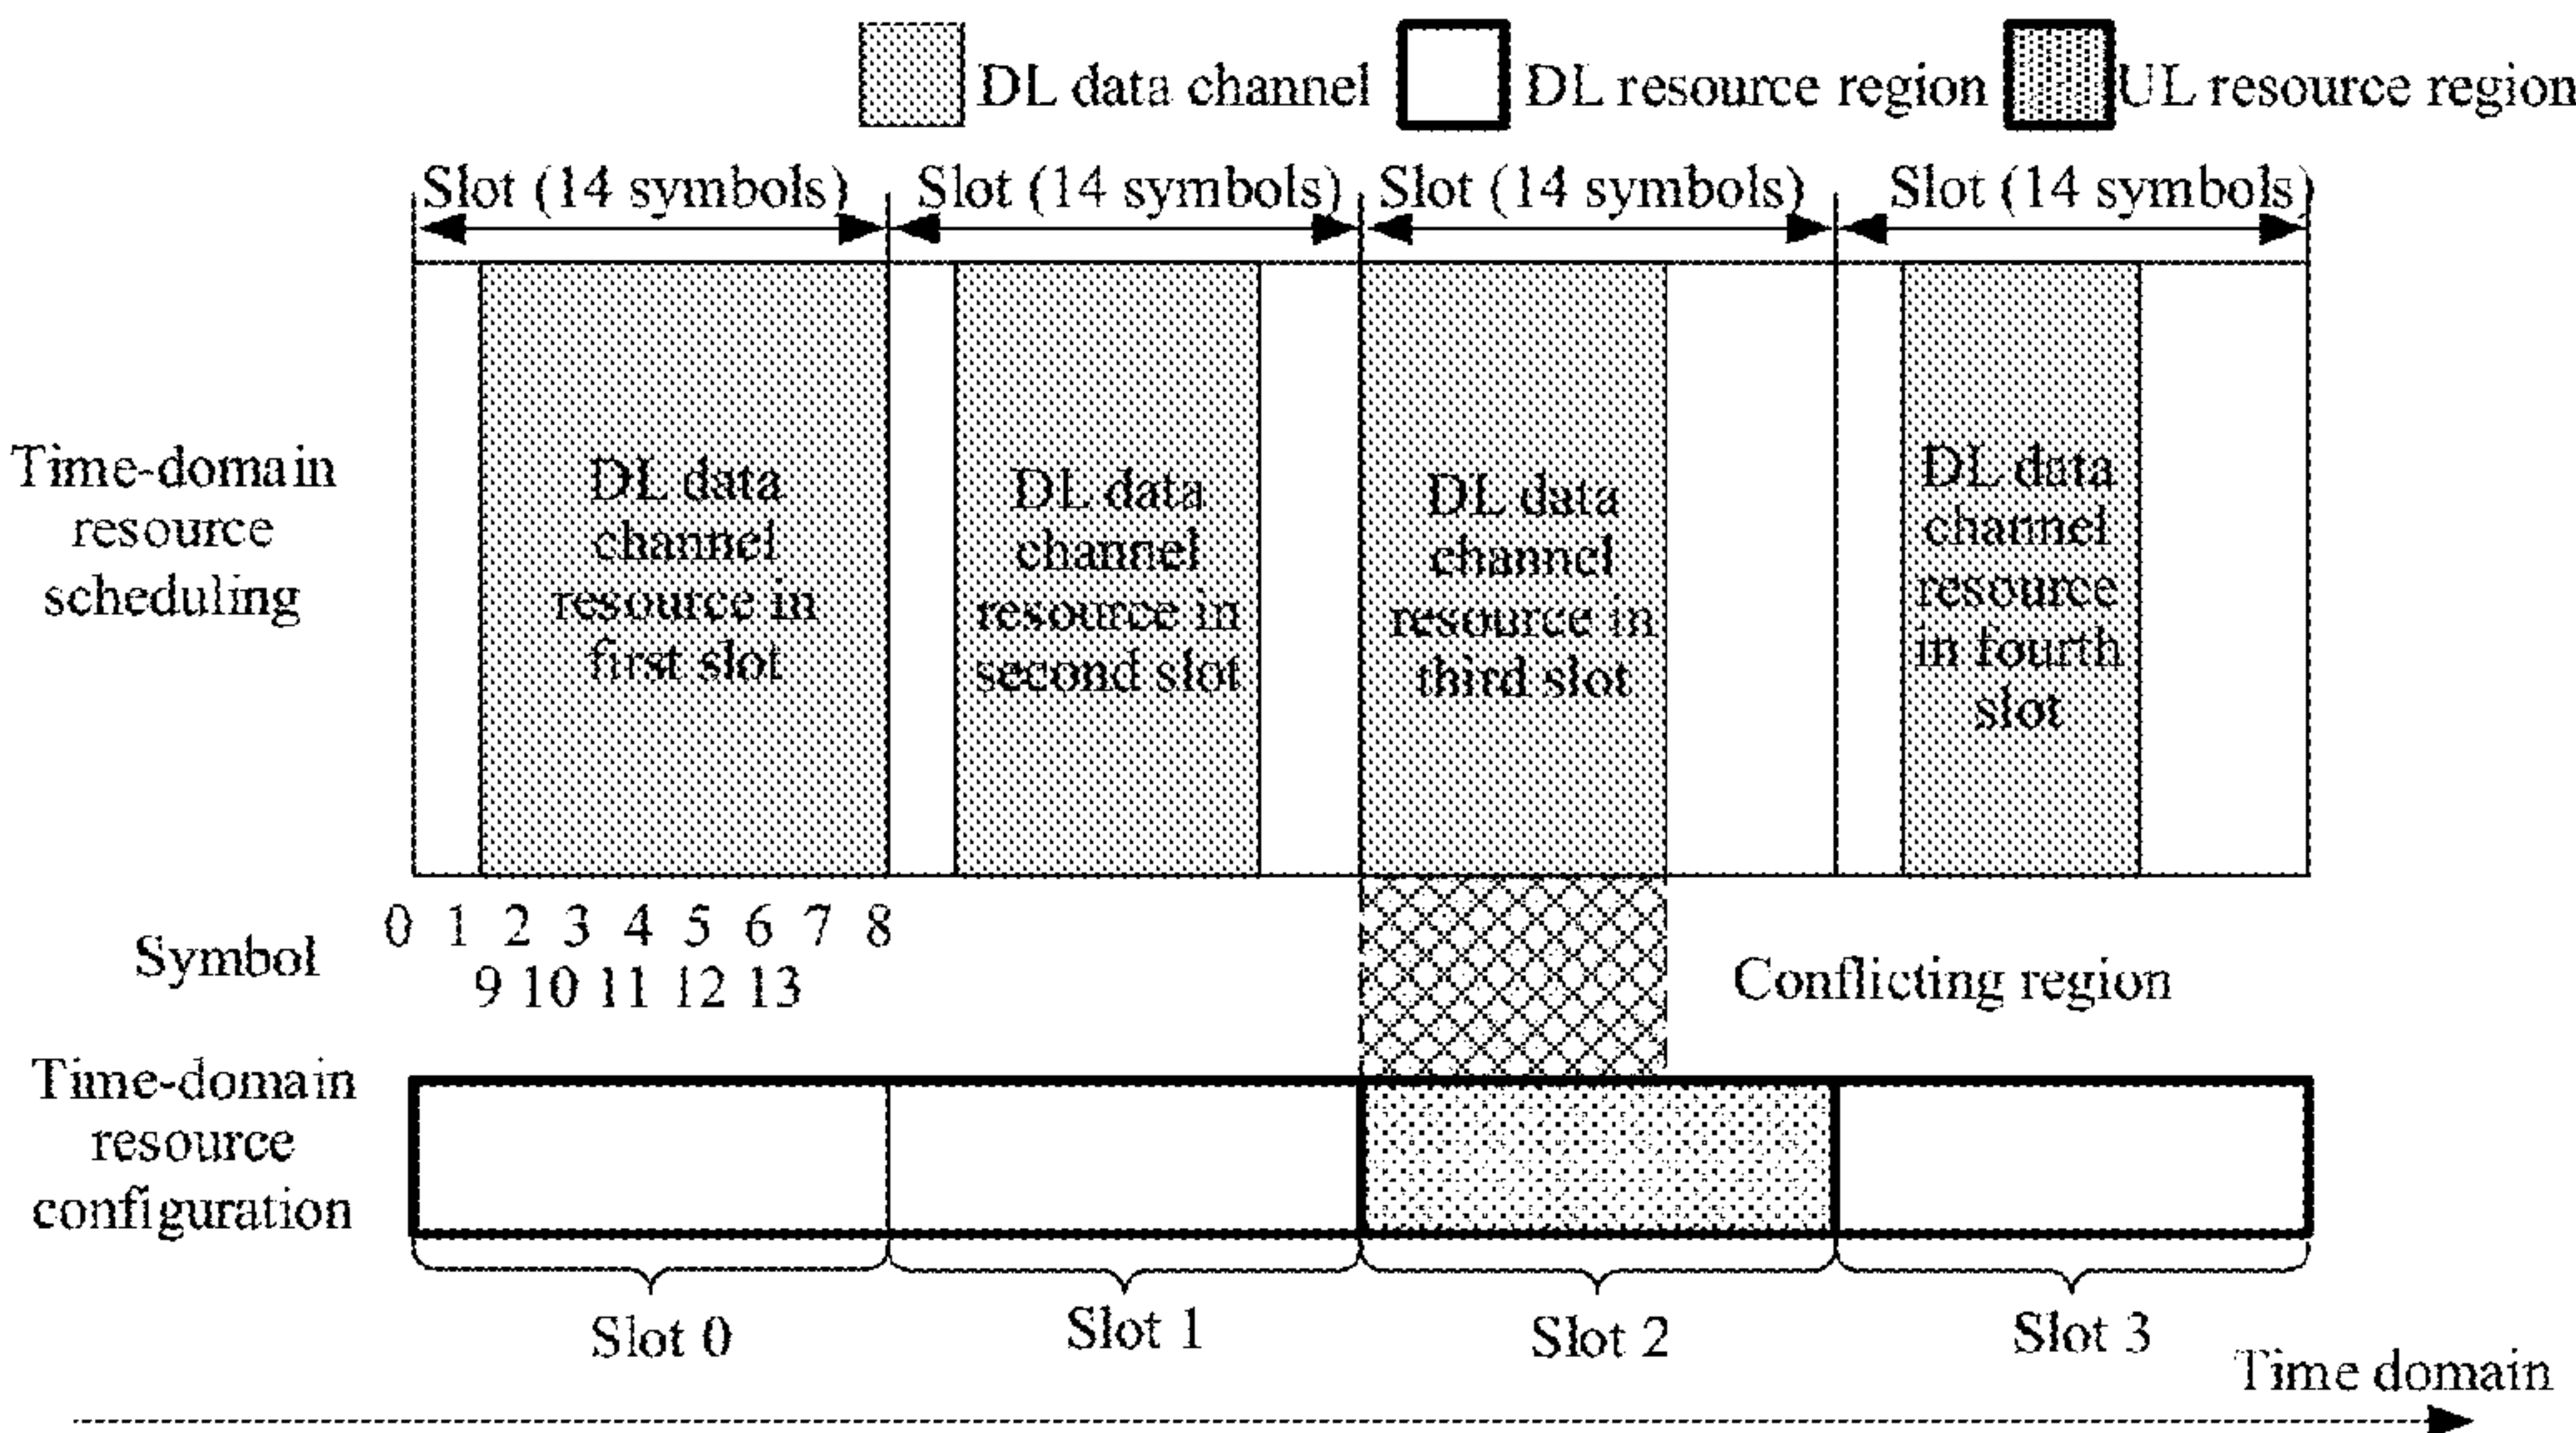 DL data channel DL resource region UL resource region
Slot (14 symbols) Slot (14 symbols) Slot (14 symbols) Slot (14 symbols)
Time-domain
resource
scheduling
DL data
channel
resource in
first slot
DL data
channel
resource in
second slot
DL data
channel
resource in
third slot
DL data
channel
resource
in fourth
slot
Symbol
0 1 2 3 4 5 6 7 8
9 10 11 12 13
Conflicting region
Time-domain
resource
configuration
Slot 0 Slot 1 Slot 2 Slot 3
Time domain